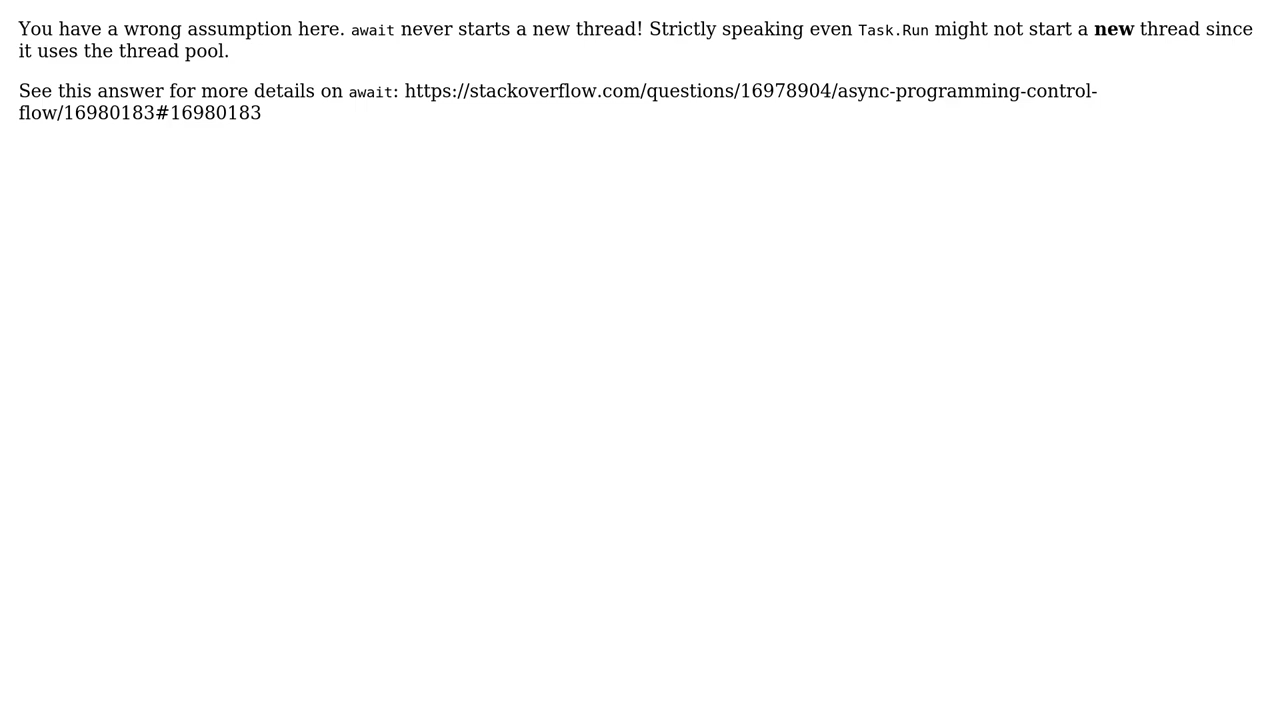 You have a wrong assumption here. await never starts a new thread! Strictly speaking even Task.Run might not start a new thread since
it uses the thread pool.
See this answer for more details on await: https://stackoverflow.com/questions/16978904/async-programming-control-
flow/16980183#16980183